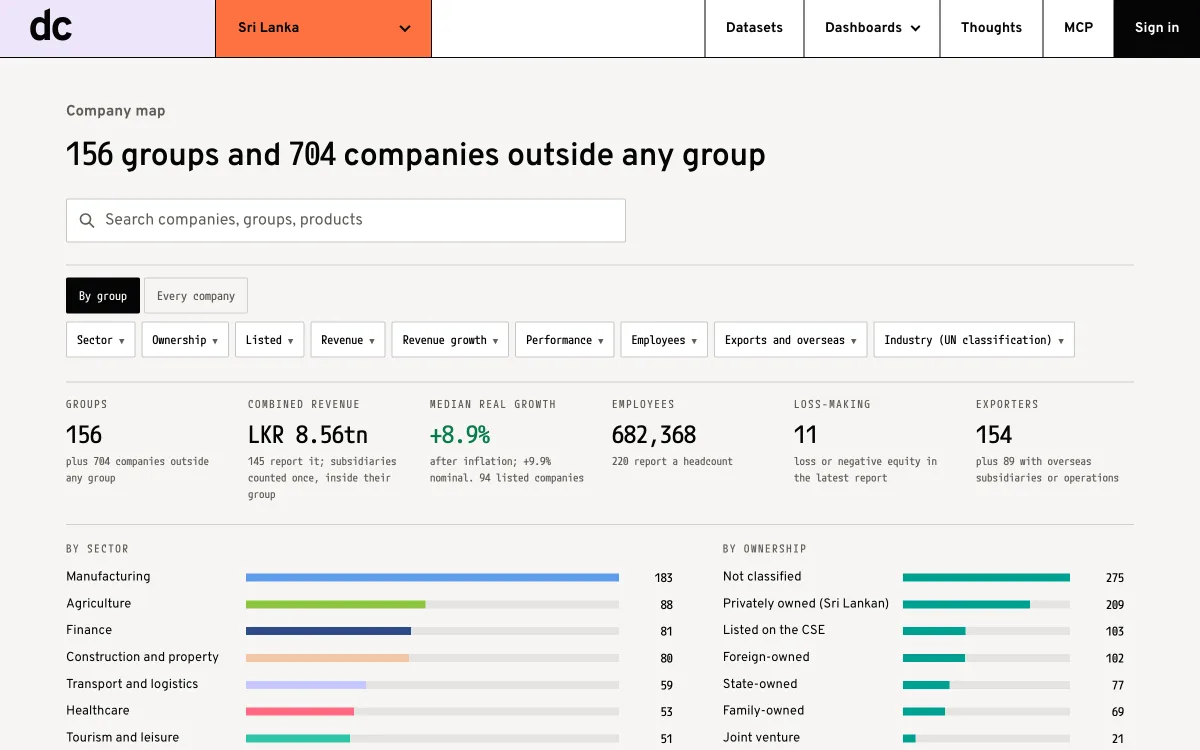 dc
Sri Lanka
Datasets
Dashboards
Thoughts
MCP
Sign in
Company map
156 groups and 704 companies outside any group
Search companies, groups, products
By group
Every company
Sector
Ownership
Listed
Revenue
Revenue growth
Performance
Employees
Exports and overseas
Industry (UN classification)
GROUPS
156
plus 704 companies outside
any group
COMBINED REVENUE
LKR 8.56tn
145 report it; subsidiaries
counted once, inside their
group
MEDIAN REAL GROWTH
+8.9%
after inflation; +9.9%
nominal. 94 listed companies
EMPLOYEES
682,368
220 report a headcount
LOSS-MAKING
11
loss or negative equity in
the latest report
EXPORTERS
154
plus 89 with overseas
subsidiaries or operations
BY SECTOR
Manufacturing 183
Agriculture 88
Finance 81
Construction and property 80
Transport and logistics 59
Healthcare 53
Tourism and leisure 51
BY OWNERSHIP
Not classified 275
Privately owned (Sri Lankan) 209
Listed on the CSE 103
Foreign-owned 102
State-owned 77
Family-owned 69
Joint venture 21